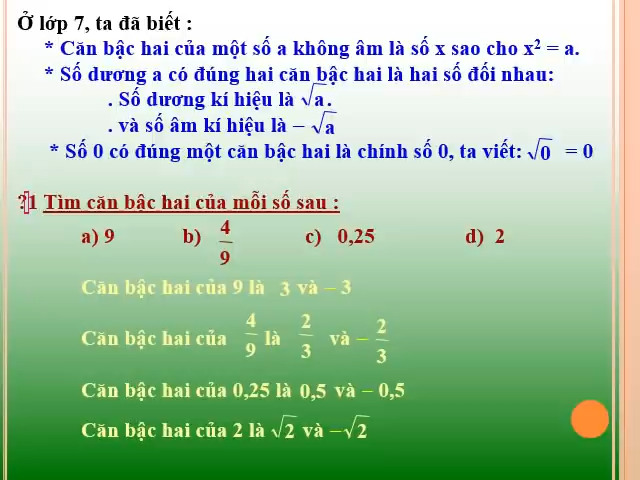 Ở lớp 7, ta đã biết :
* Căn bậc hai của một số a không âm là số x sao cho x² = a.
* Số dương a có đúng hai căn bậc hai là hai số đối nhau:
. Số dương kí hiệu là √a .
. và số âm kí hiệu là – √a
* Số 0 có đúng một căn bậc hai là chính số 0, ta viết: √0 = 0
?1 Tìm căn bậc hai của mỗi số sau :
a) 9 b) 4/9 c) 0,25 d) 2
Căn bậc hai của 9 là 3 và – 3
Căn bậc hai của 4/9 là 2/3 và – 2/3
Căn bậc hai của 0,25 là 0,5 và – 0,5
Căn bậc hai của 2 là √2 và –√2